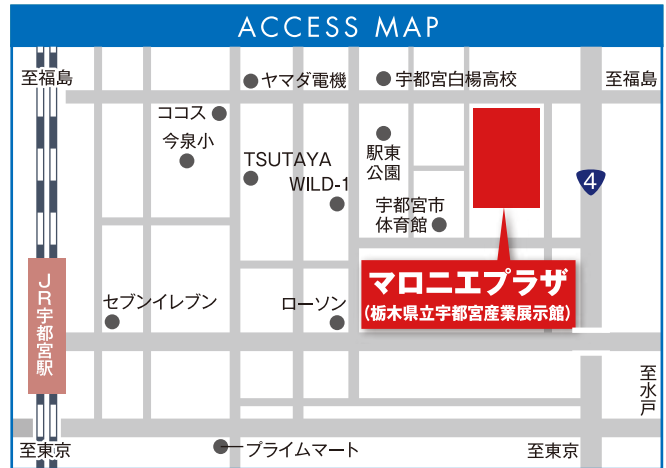 ACCESS MAP
至福島
ヤマダ電機
宇都宮白楊高校
至福島
ココス
今泉小
TSUTAYA
WILD-1
駅東
公園
宇都宮市
体育館
4
マロニエプラザ
(栃木県立宇都宮産業展示館)
JR宇都宮駅
セブンイレブン
ローソン
至水戸
至東京
プライムマート
至東京